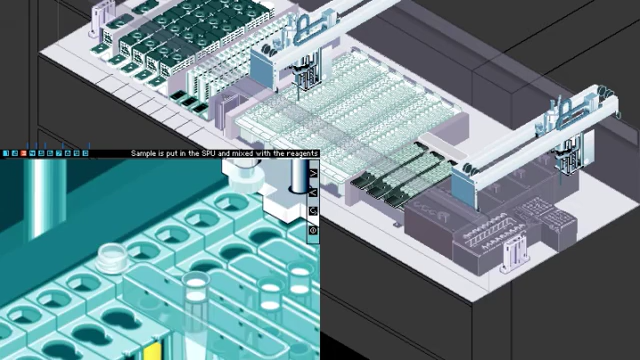 Sample is put in the SPU and mixed with the reagents